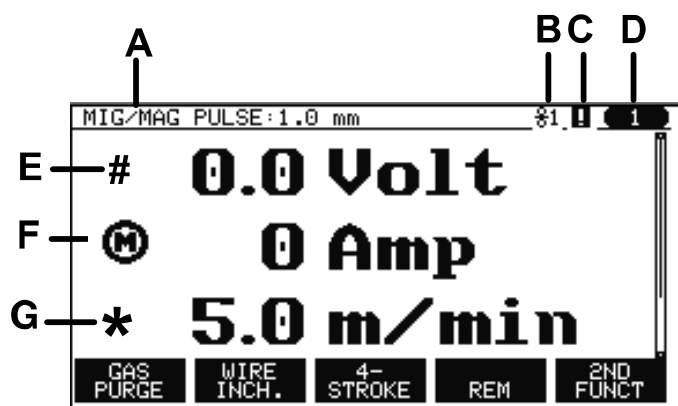 A B C D
MIG/MAG PULSE:1.0 mm 1 ! 1
E # 0.0 Volt
F M 0 Amp
G * 5.0 m/min
GAS PURGE WIRE INCH. 4-STROKE REM 2ND FUNCT